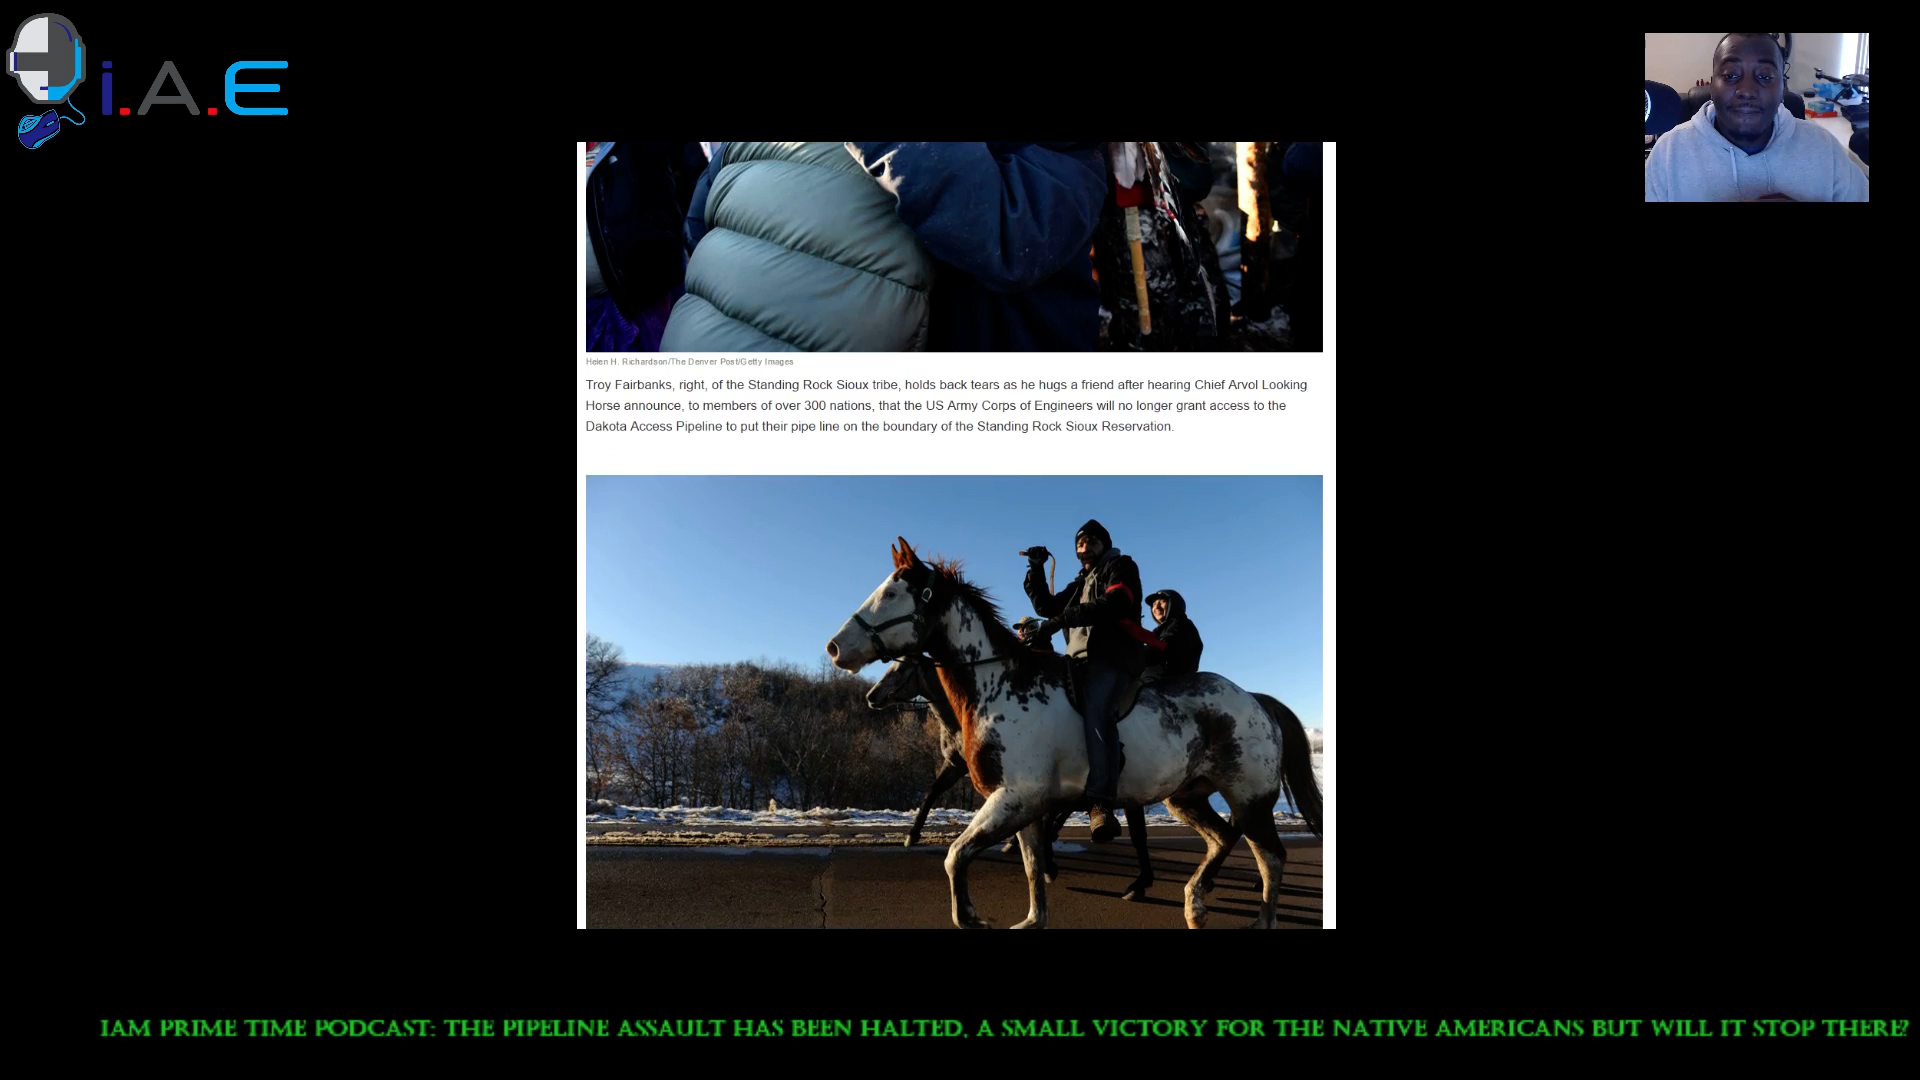 i.A.E
Helen H. Richardson/The Denver Post/Getty Images
Troy Fairbanks, right, of the Standing Rock Sioux tribe, holds back tears as he hugs a friend after hearing Chief Arvol Looking
Horse announce, to members of over 300 nations, that the US Army Corps of Engineers will no longer grant access to the
Dakota Access Pipeline to put their pipe line on the boundary of the Standing Rock Sioux Reservation.
IAM PRIME TIME PODCAST: THE PIPELINE ASSAULT HAS BEEN HALTED, A SMALL VICTORY FOR THE NATIVE AMERICANS BUT WILL IT STOP THERE?